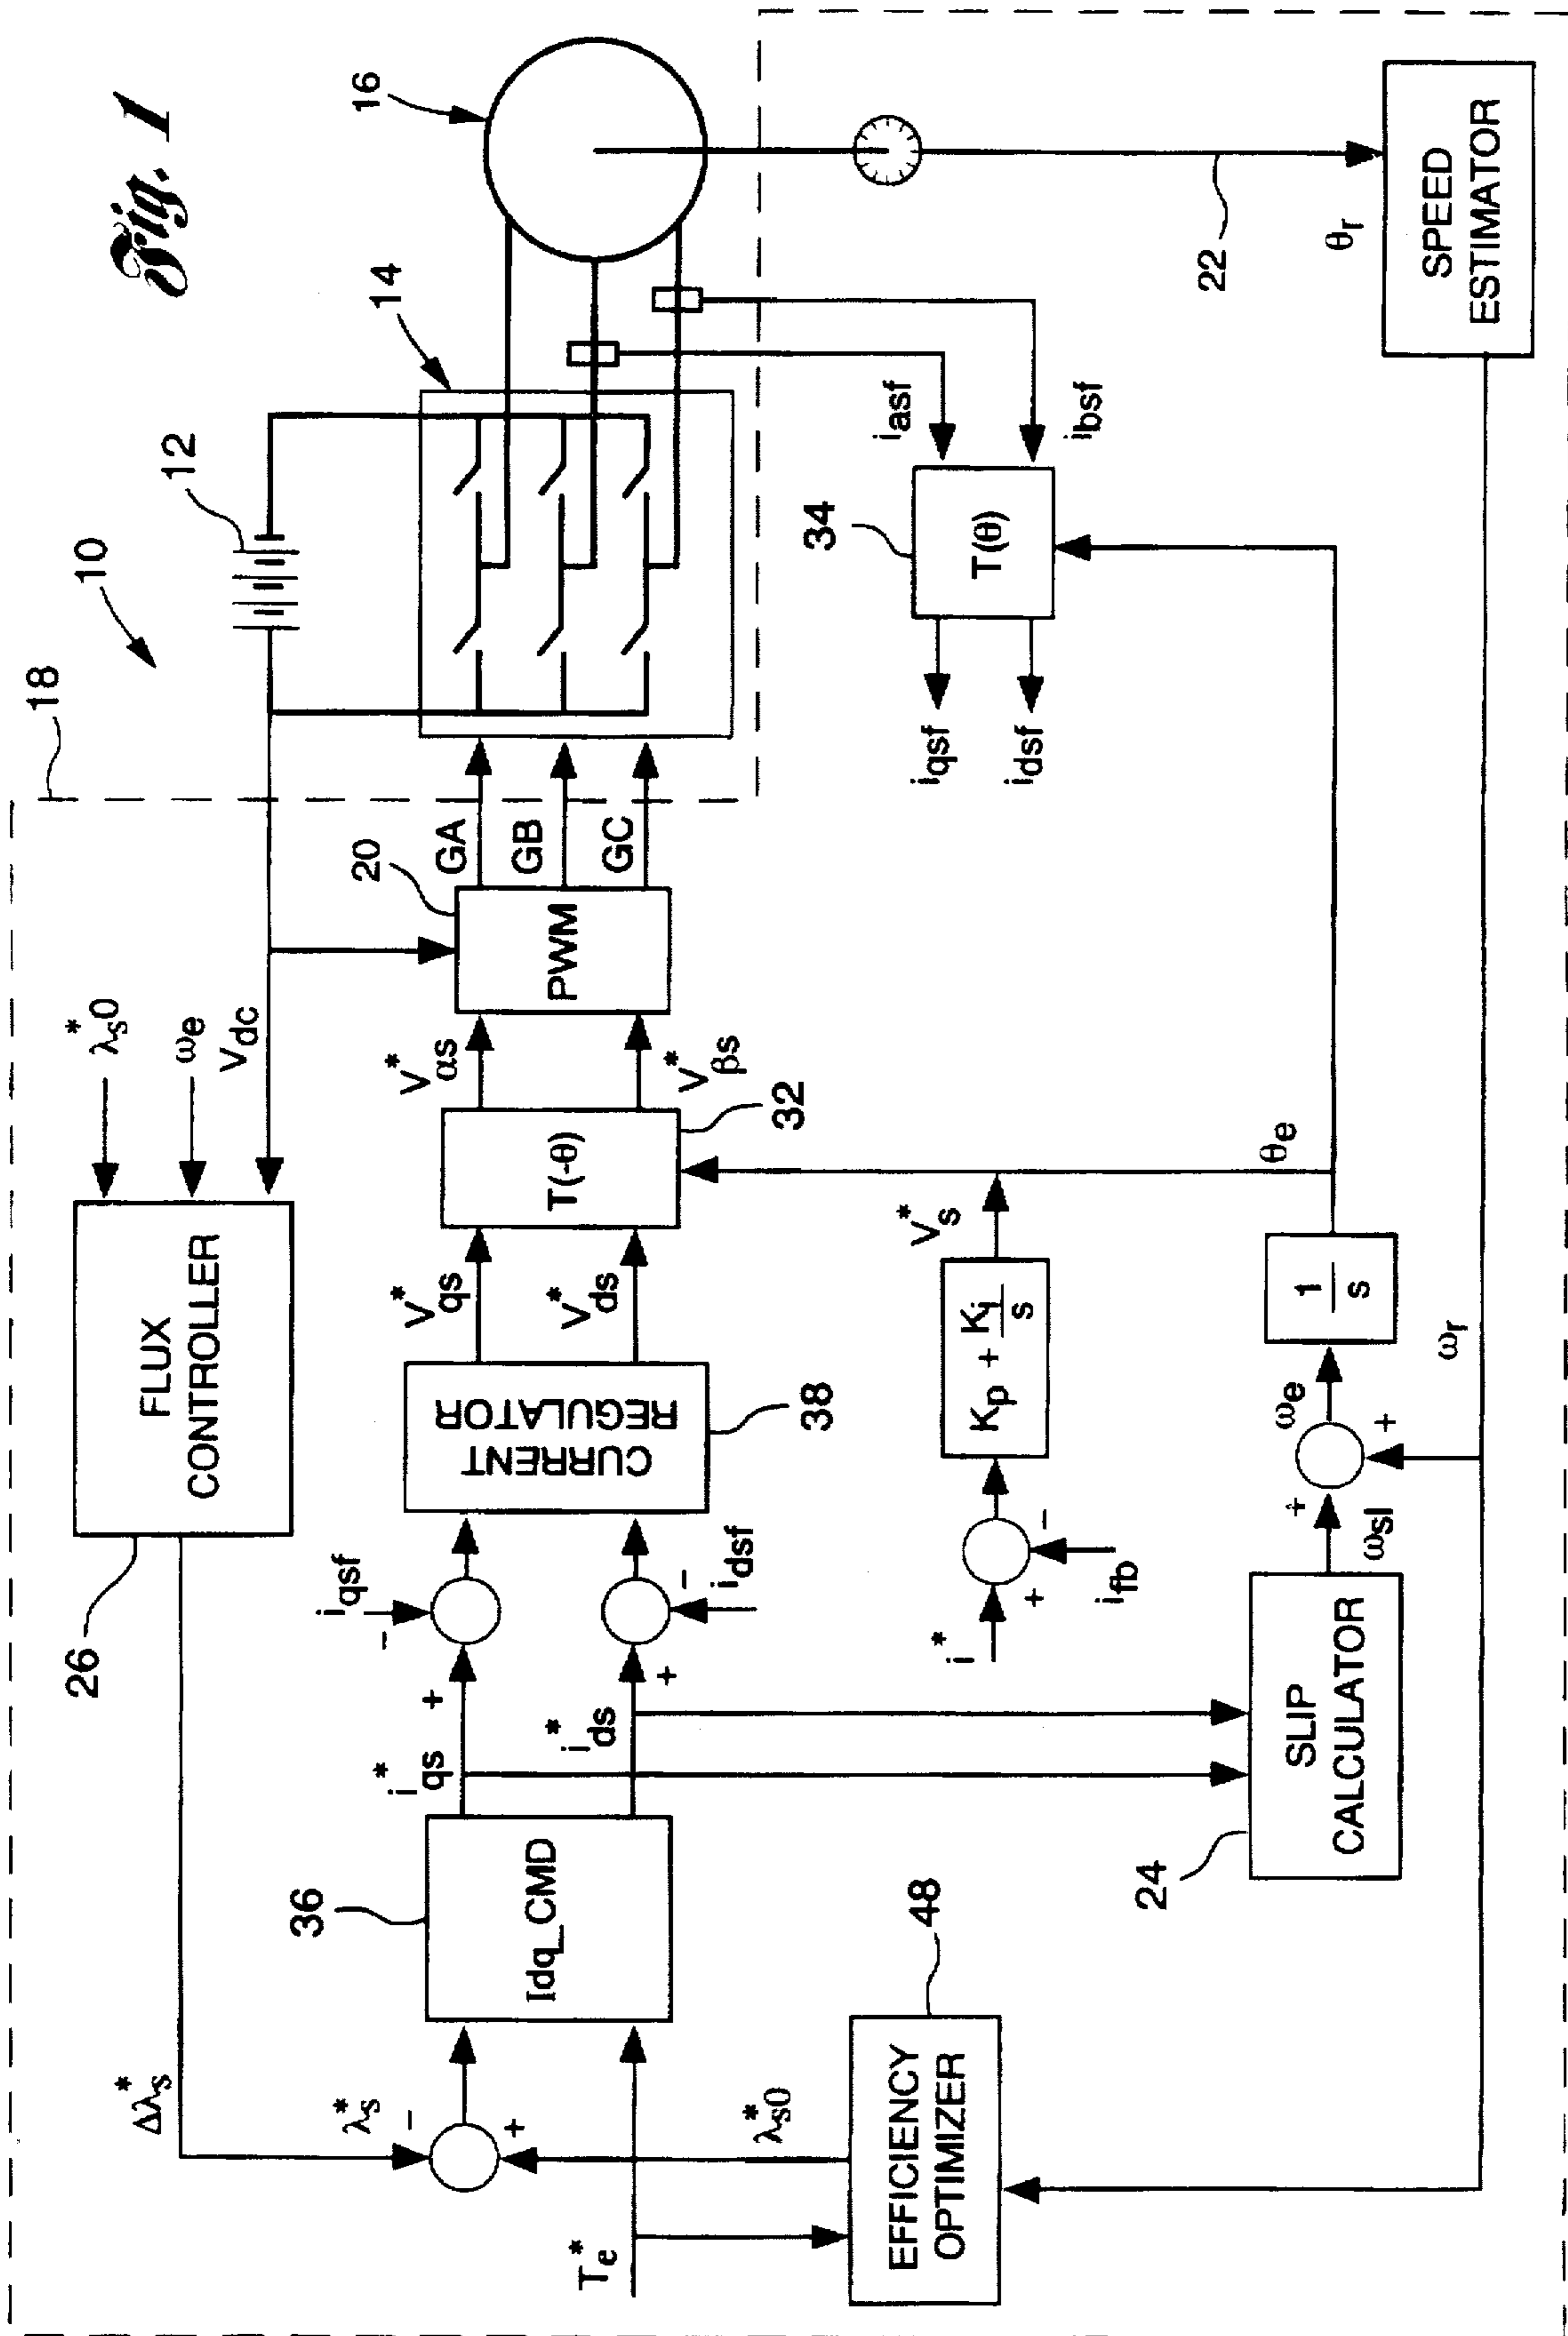 Fig. 1
10
12
14
16
18
λ*s0
ωe
Vdc
FLUX
CONTROLLER
26
Δλ*s
λ*s
-
+
T*e
λ*s0
EFFICIENCY
OPTIMIZER
48
36
Idq_CMD
i*qs
+
i*ds
+
iqsf
-
idsf
-
CURRENT
REGULATOR
38
V*qs
V*ds
T(-θ)
32
V*αs
V*βs
PWM
20
GA
GB
GC
i*
+
-
ifb
Kp + Ki/s
V*s
34
T(θ)
iasf
ibsf
iqsf
idsf
24
SLIP
CALCULATOR
ωsl
+
+
ωe
1/s
θe
ωr
22
θr
SPEED
ESTIMATOR